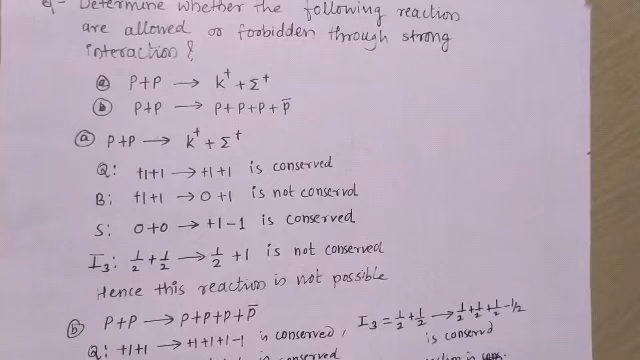 Q- Determine whether the following reaction
are allowed or forbidden through strong
interaction?
ⓐ P+P → K⁺ + Σ⁺
ⓑ P+P → P+P+P+p̄
ⓐ P+P → K⁺ + Σ⁺
Q: +1+1 → +1 +1 is conserved
B: +1+1 → 0 +1 is not conservd
S: 0+0 → +1-1 is conserved
I₃: 1/2 + 1/2 → 1/2 +1 is not conserved
Hence this reaction is not possible
ⓑ P+P → P+P+P+p̄
I₃ = 1/2 + 1/2 → 1/2 + 1/2 + 1/2 - 1/2
is conservd
Q: +1+1 → +1+1+1-1 is conserved,
conserved